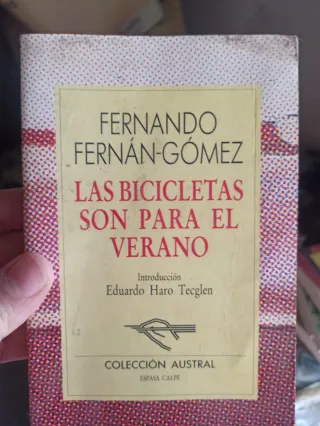 FERNANDO
FERNÁN-GÓMEZ
LAS BICICLETAS
SON PARA EL
VERANO
Introducción
Eduardo Haro Tecglen
COLECCIÓN AUSTRAL
ESPASA CALPE